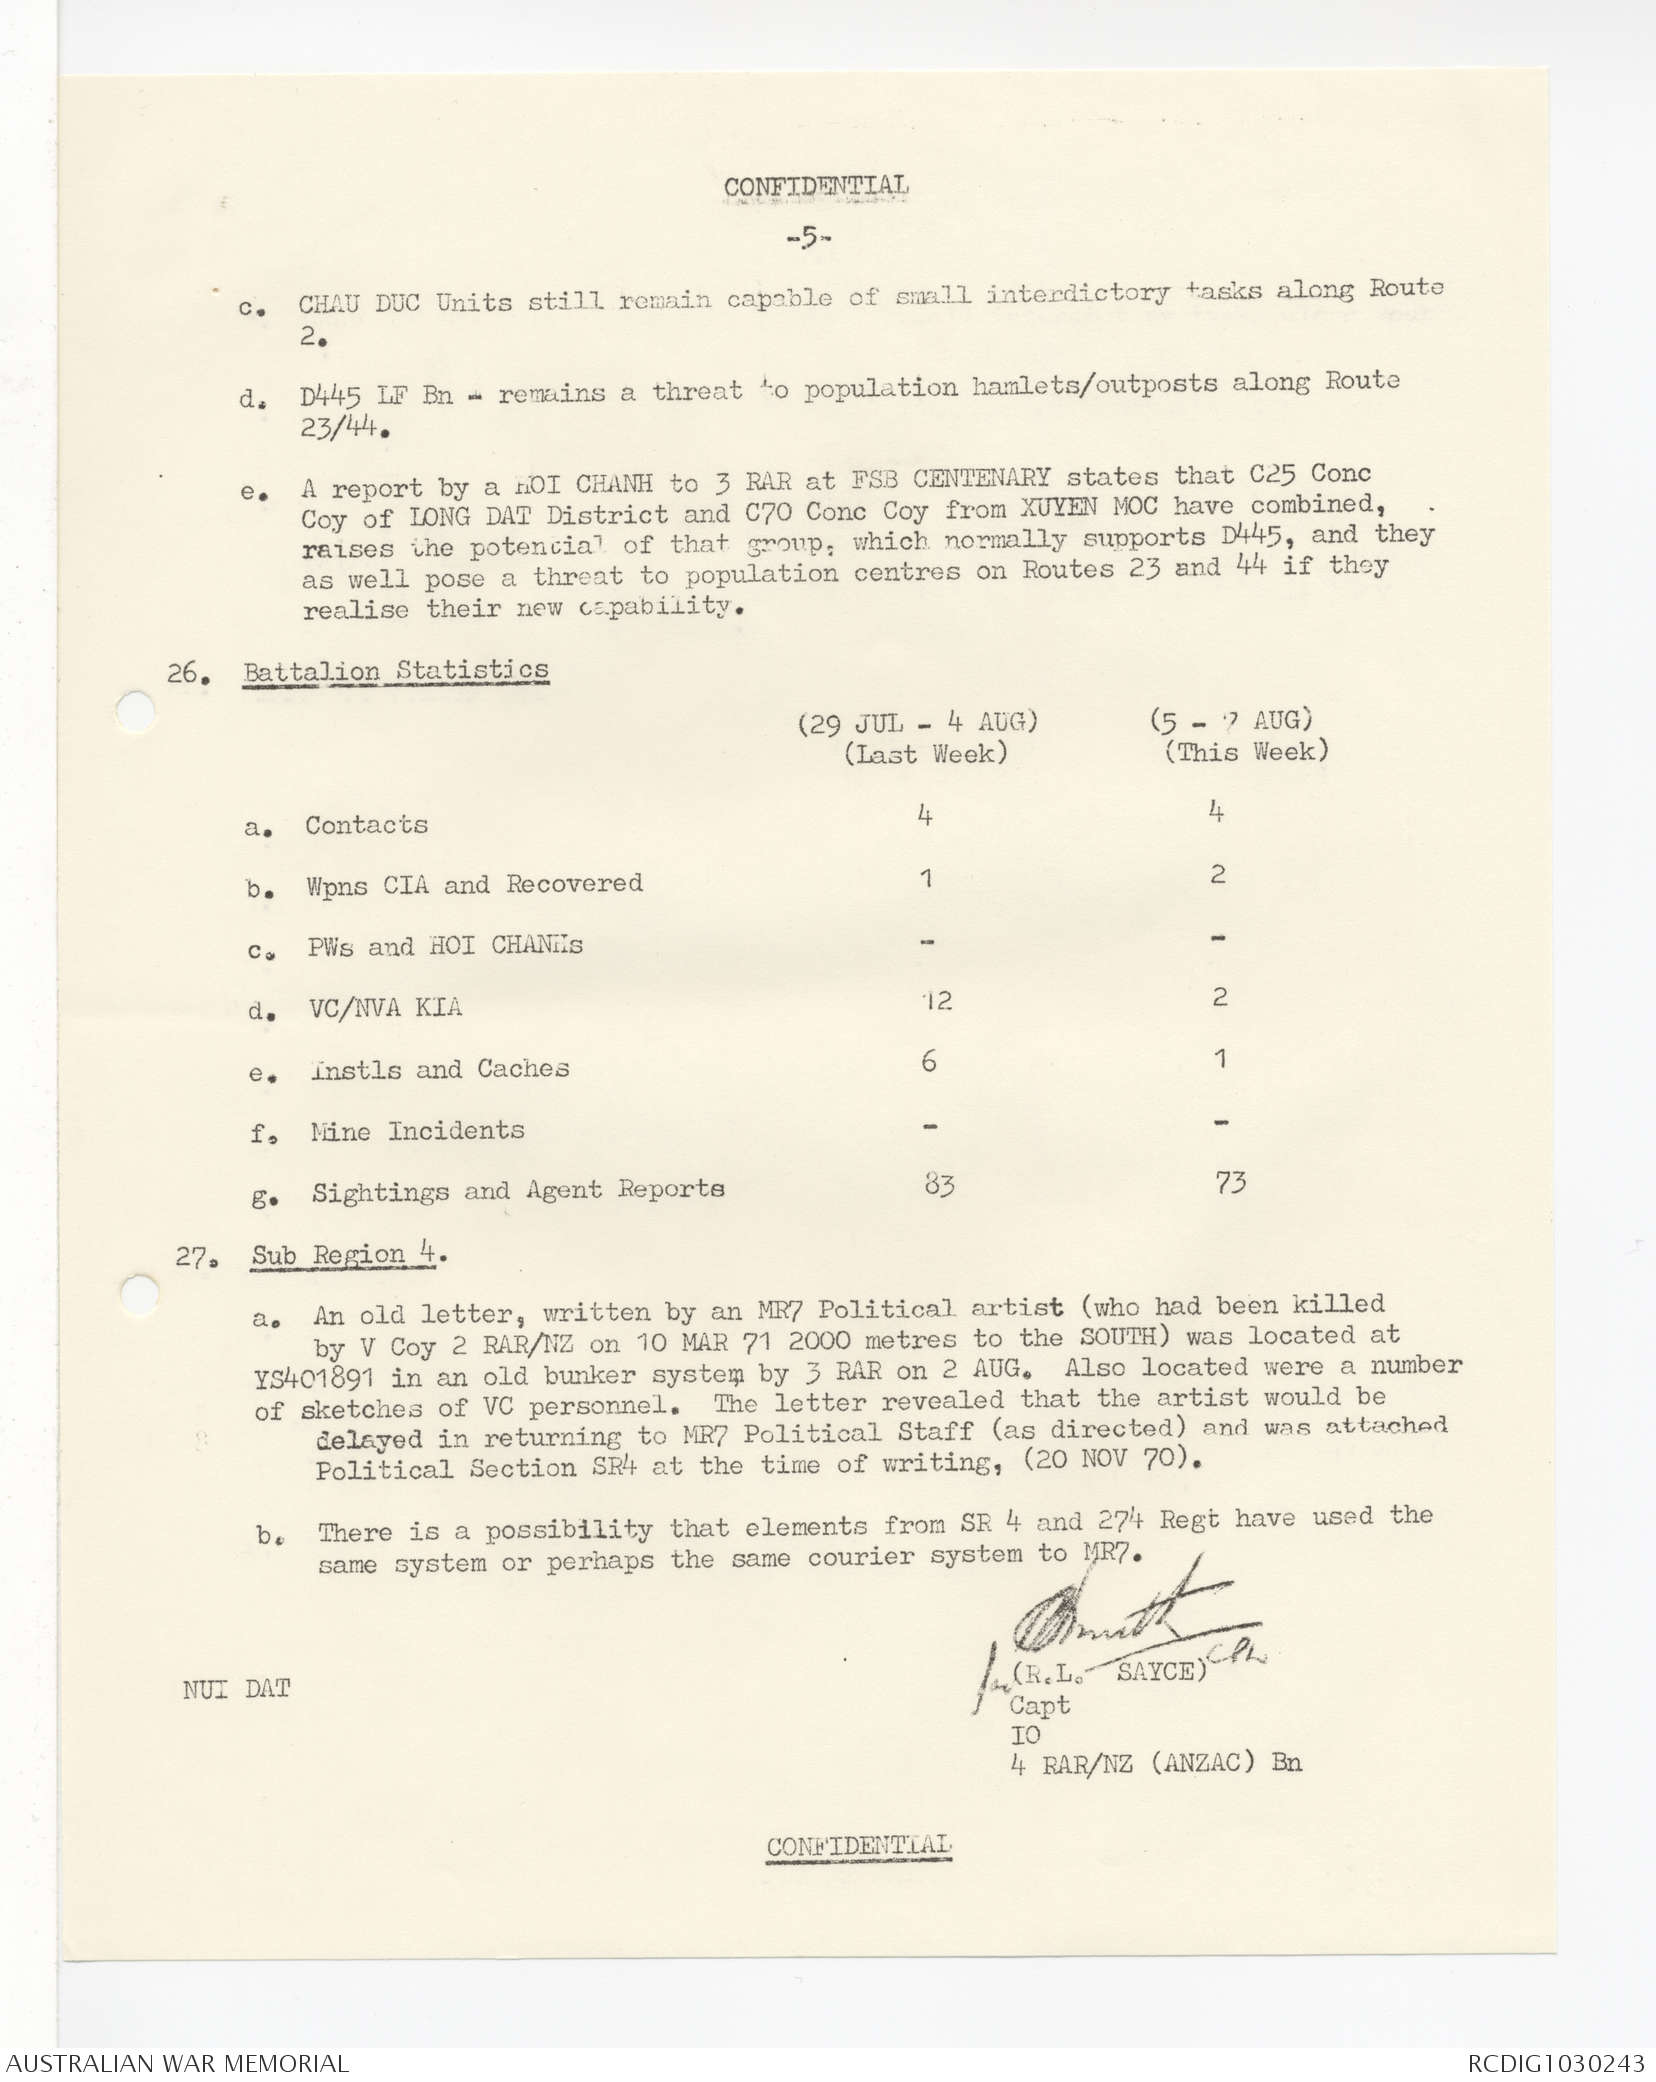 CONFIDENTIAL
-5-
c. CHAU DUC Units still remain capable of small interdictory tasks along Route
2.
d. D445 LF Bn - remains a threat to population hamlets/outposts along Route
23/44.
e. A report by a HOI CHANH to 3 RAR at FSB CENTENARY states that C25 Conc
Coy of LONG DAT District and C70 Conc Coy from XUYEN MOC have combined,
raises the potential of that group, which normally supports D445, and they
as well pose a threat to population centres on Routes 23 and 44 if they
realise their new capability.
26. Battalion Statistics
(29 JUL - 4 AUG) (5 - AUG)
(Last Week) (This Week)
a. Contacts 4 4
b. Wpns CIA and Recovered 1 2
c. PWs and HOI CHANHs - -
d. VC/NVA KIA 12 2
e. Instls and Caches 6 1
f. Mine Incidents - -
g. Sightings and Agent Reports 83 73
27. Sub Region 4.
a. An old letter, written by an MR7 Political artist (who had been killed
by V Coy 2 RAR/NZ on 10 MAR 71 2000 metres to the SOUTH) was located at
YS401891 in an old bunker system by 3 RAR on 2 AUG. Also located were a number
of sketches of VC personnel. The letter revealed that the artist would be
delayed in returning to MR7 Political Staff (as directed) and was attached
Political Section SR4 at the time of writing, (20 NOV 70).
b. There is a possibility that elements from SR 4 and 274 Regt have used the
same system or perhaps the same courier system to MR7.
for (R.L. SAYCE)
NUI DAT
Capt
IO
4 RAR/NZ (ANZAC) Bn
CONFIDENTIAL
AUSTRALIAN WAR MEMORIAL RCDIG1030243